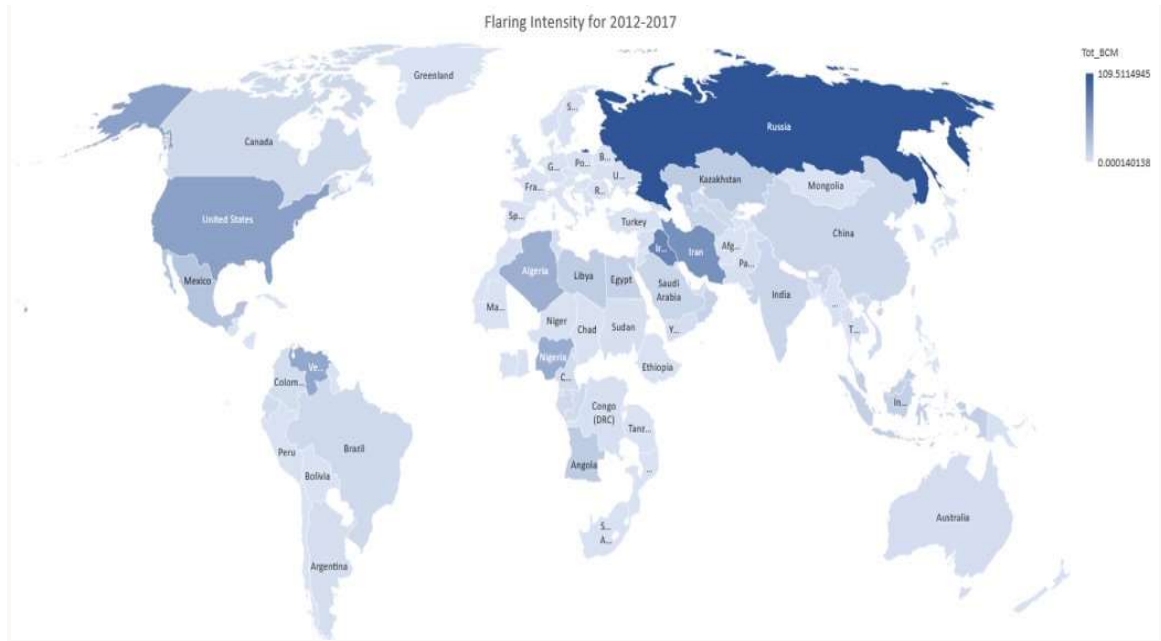 Flaring Intensity for 2012-2017
Tot_BCM
109.5114945
0.000140138
Greenland
Canada
United States
Mexico
Ve...
Colom...
Peru
Brazil
Bolivia
Argentina
S...
Russia
G...
Po...
B...
U...
Fra...
R...
Sp...
Turkey
Kazakhstan
Mongolia
China
Ir...
Iran
Afg...
Pa...
Algeria
Libya
Egypt
Saudi
Arabia
India
Ma...
Niger
Chad
Sudan
Y...
...
T...
Nigeria
C...
Ethiopia
Congo
(DRC)
Tanz...
In...
Angola
...
S...
A...
Australia